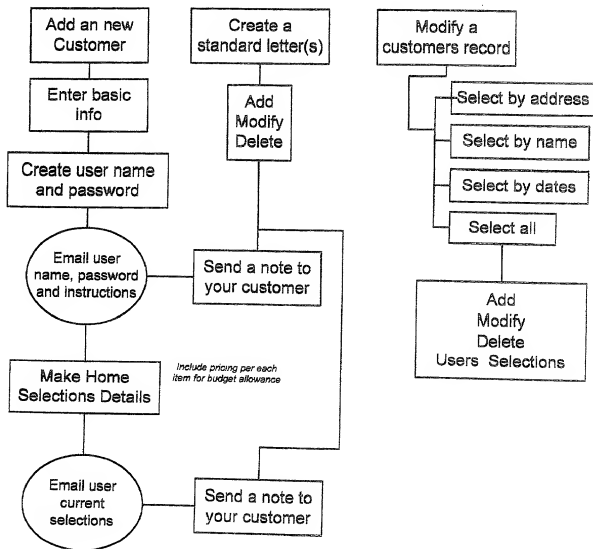 Add an new
Customer
Enter basic
info
Create user name
and password
Email user
name, password
and instructions
Make Home
Selections Details
Email user
current
selections
Create a
standard letter(s)
Add
Modify
Delete
Send a note to
your customer
Include pricing per each
item for budget allowance
Send a note to
your customer
Modify a
customers record
Select by address
Select by name
Select by dates
Select all
Add
Modify
Delete
Users Selections